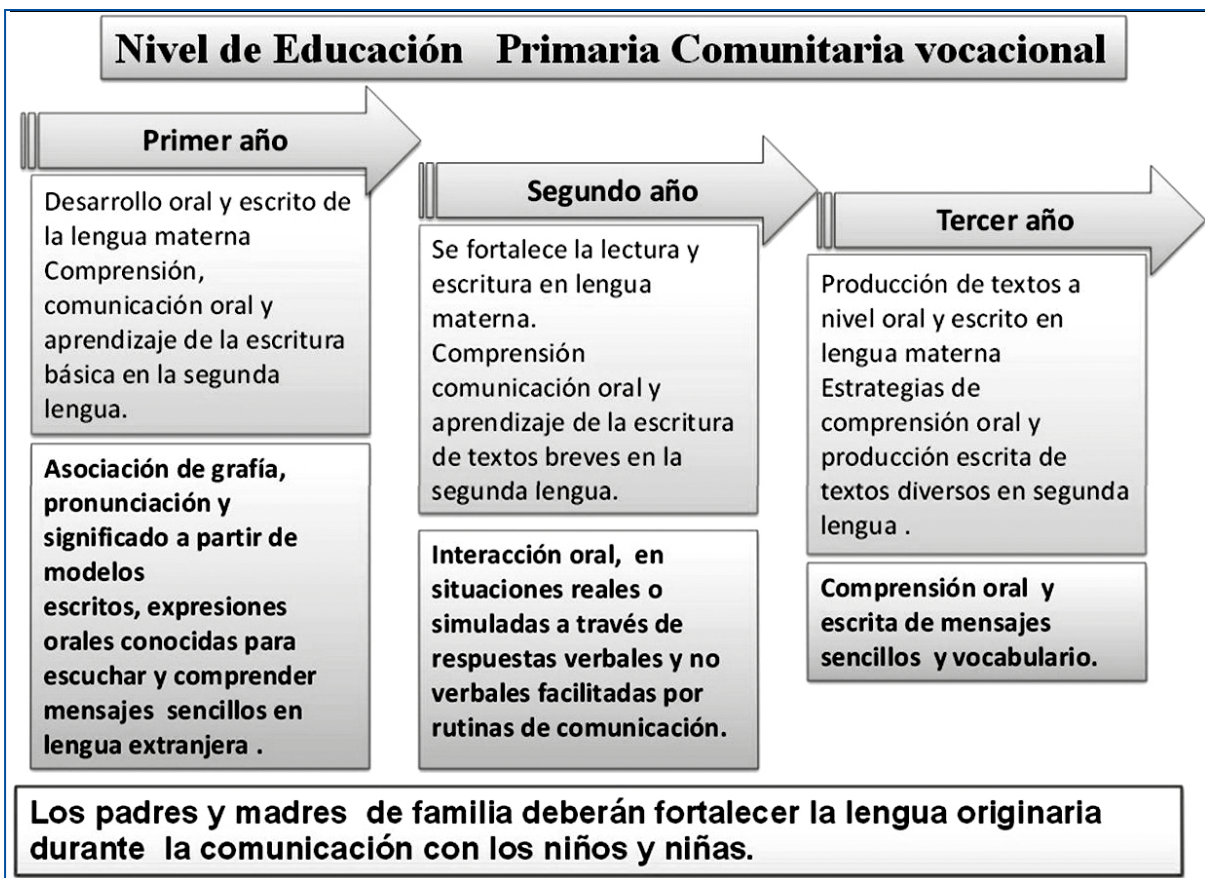 Nivel de Educación Primaria Comunitaria vocacional
Primer año
Desarrollo oral y escrito de
la lengua materna
Comprensión,
comunicación oral y
aprendizaje de la escritura
básica en la segunda
lengua.
Asociación de grafía,
pronunciación y
significado a partir de
modelos
escritos, expresiones
orales conocidas para
escuchar y comprender
mensajes sencillos en
lengua extranjera .
Segundo año
Se fortalece la lectura y
escritura en lengua
materna.
Comprensión
comunicación oral y
aprendizaje de la escritura
de textos breves en la
segunda lengua.
Interacción oral, en
situaciones reales o
simuladas a través de
respuestas verbales y no
verbales facilitadas por
rutinas de comunicación.
Tercer año
Producción de textos a
nivel oral y escrito en
lengua materna
Estrategias de
comprensión oral y
producción escrita de
textos diversos en segunda
lengua .
Comprensión oral y
escrita de mensajes
sencillos y vocabulario.
Los padres y madres de familia deberán fortalecer la lengua originaria
durante la comunicación con los niños y niñas.